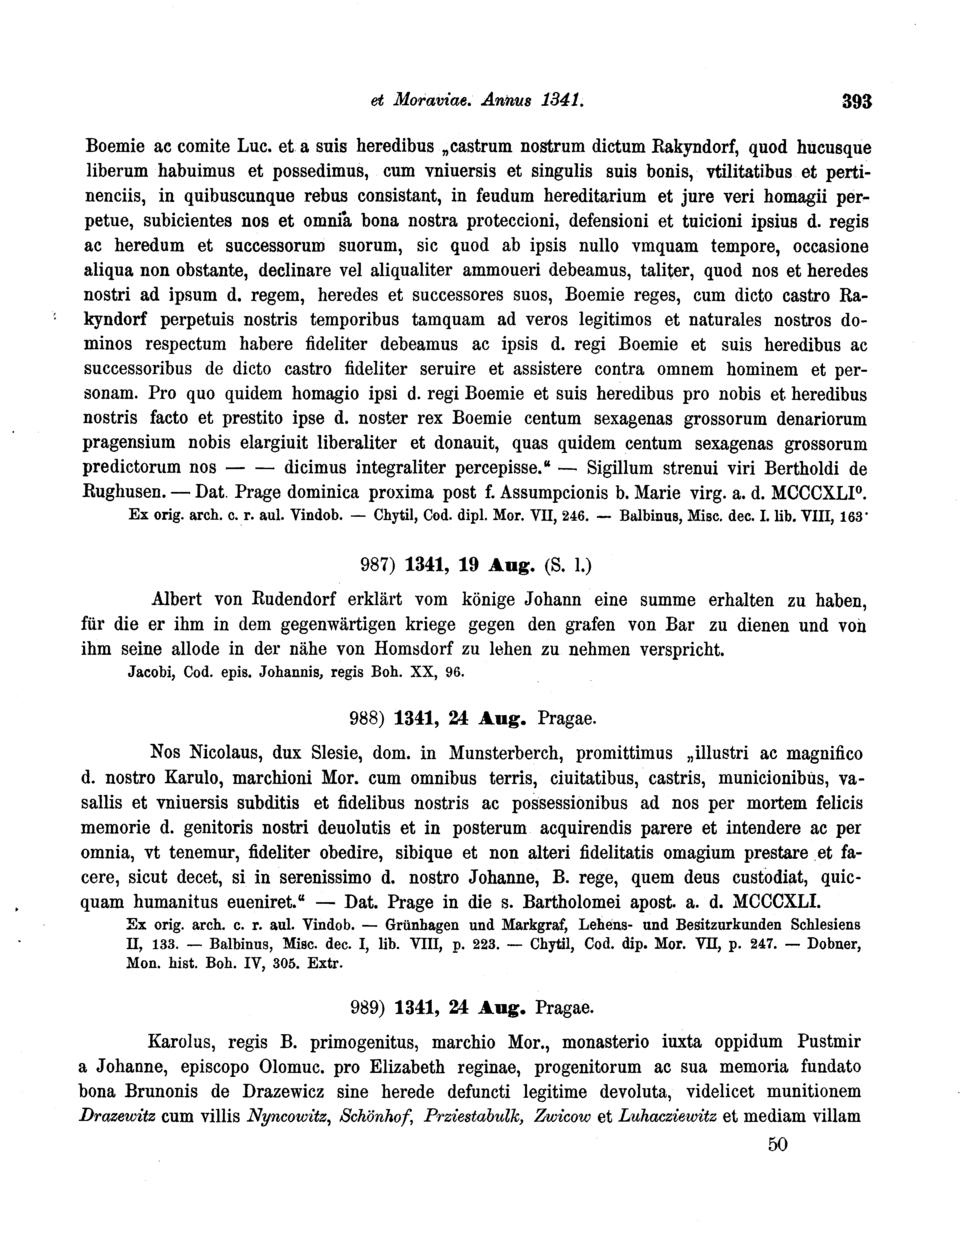 et Moraviae. Annus 1341. 393
Boemie ac comite Luc. et a suis heredibus „castrum nostrum dictum Rakyndorf, quod hucusque
liberum habuimus et possedimus, cum vniuersis et singulis suis bonis, vtilitatibus et perti-
nenciis, in quibuscunque rebus consistant, in feudum hereditarium et jure veri homagii per-
petue, subicientes nos et omnia bona nostra proteccioni, defensioni et tuicioni ipsius d. regis
ac heredum et successorum suorum, sic quod ab ipsis nullo vmquam tempore, occasione
aliqua non obstante, declinare vel aliqualiter ammoueri debeamus, taliter, quod nos et heredes
nostri ad ipsum d. regem, heredes et successores suos, Boemie reges, cum dicto castro Ra-
kyndorf perpetuis nostris temporibus tamquam ad veros legitimos et naturales nostros do-
minos respectum habere fideliter debeamus ac ipsis d. regi Boemie et suis heredibus ac
successoribus de dicto castro fideliter seruire et assistere contra omnem hominem et per-
sonam. Pro quo quidem homagio ipsi d. regi Boemie et suis heredibus pro nobis et heredibus
nostris facto et prestito ipse d. noster rex Boemie centum sexagenas grossorum denariorum
pragensium nobis elargiuit liberaliter et donauit, quas quidem centum sexagenas grossorum
predictorum nos — — dicimus integraliter percepisse.“ — Sigillum strenui viri Bertholdi de
Rughusen. — Dat. Prage dominica proxima post f. Assumpcionis b. Marie virg. a. d. MCCCXLI⁰.
Ex orig. arch. c. r. aul. Vindob. — Chytil, Cod. dipl. Mor. VII, 246. — Balbinus, Misc. dec. I. lib. VIII, 163·
987) 1341, 19 Aug. (S. l.)
Albert von Rudendorf erklärt vom könige Johann eine summe erhalten zu haben,
für die er ihm in dem gegenwärtigen kriege gegen den grafen von Bar zu dienen und von
ihm seine allode in der nähe von Homsdorf zu lehen zu nehmen verspricht.
Jacobi, Cod. epis. Johannis, regis Boh. XX, 96.
988) 1341, 24 Aug. Pragae.
Nos Nicolaus, dux Slesie, dom. in Munsterberch, promittimus „illustri ac magnifico
d. nostro Karulo, marchioni Mor. cum omnibus terris, ciuitatibus, castris, municionibus, va-
sallis et vniuersis subditis et fidelibus nostris ac possessionibus ad nos per mortem felicis
memorie d. genitoris nostri deuolutis et in posterum acquirendis parere et intendere ac per
omnia, vt tenemur, fideliter obedire, sibique et non alteri fidelitatis omagium prestare et fa-
cere, sicut decet, si in serenissimo d. nostro Johanne, B. rege, quem deus custodiat, quic-
quam humanitus eueniret.“ — Dat. Prage in die s. Bartholomei apost. a. d. MCCCXLI.
Ex orig. arch. c. r. aul. Vindob. — Grünhagen und Markgraf, Lehens- und Besitzurkunden Schlesiens
II, 133. — Balbinus, Misc. dec. I, lib. VIII, p. 223. — Chytil, Cod. dip. Mor. VII, p. 247. — Dobner,
Mon. hist. Boh. IV, 305. Extr.
989) 1341, 24 Aug. Pragae.
Karolus, regis B. primogenitus, marchio Mor., monasterio iuxta oppidum Pustmir
a Johanne, episcopo Olomuc. pro Elizabeth reginae, progenitorum ac sua memoria fundato
bona Brunonis de Drazewicz sine herede defuncti legitime devoluta, videlicet munitionem
Drazewitz cum villis Nyncowitz, Schönhof, Prziestabulk, Zwicow et Luhacziewitz et mediam villam
50